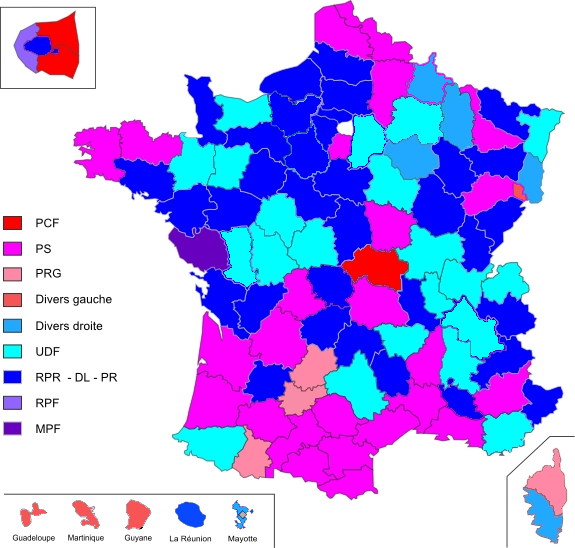 PCF
PS
PRG
Divers gauche
Divers droite
UDF
RPR - DL - PR
RPF
MPF
Guadeloupe Martinique Guyane La Réunion Mayotte